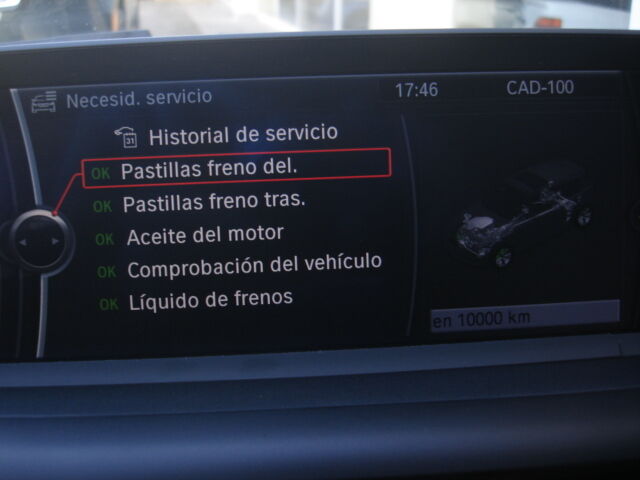 Necesid. servicio
17:46
CAD-100
31
Historial de servicio
OK Pastillas freno del.
OK Pastillas freno tras.
OK Aceite del motor
OK Comprobación del vehículo
OK Líquido de frenos
en 10000 km